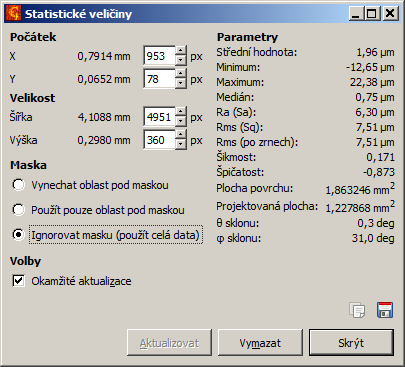 Statistické veličiny
Počátek
X 0,7914 mm 953 px
Y 0,0652 mm 78 px
Velikost
Šířka 4,1088 mm 4951 px
Výška 0,2980 mm 360 px
Maska
Vynechat oblast pod maskou
Použít pouze oblast pod maskou
Ignorovat masku (použít celá data)
Volby
Okamžité aktualizace
Parametry
Střední hodnota: 1,96 µm
Minimum: -12,65 µm
Maximum: 22,38 µm
Medián: 0,75 µm
Ra (Sa): 6,30 µm
Rms (Sq): 7,51 µm
Rms (po zrnech): 7,51 µm
Šikmost: 0,171
Špičatost: -0,873
Plocha povrchu: 1,863246 mm²
Projektovaná plocha: 1,227868 mm²
θ sklonu: 0,3 deg
φ sklonu: 31,0 deg
Aktualizovat Vymazat Skrýt